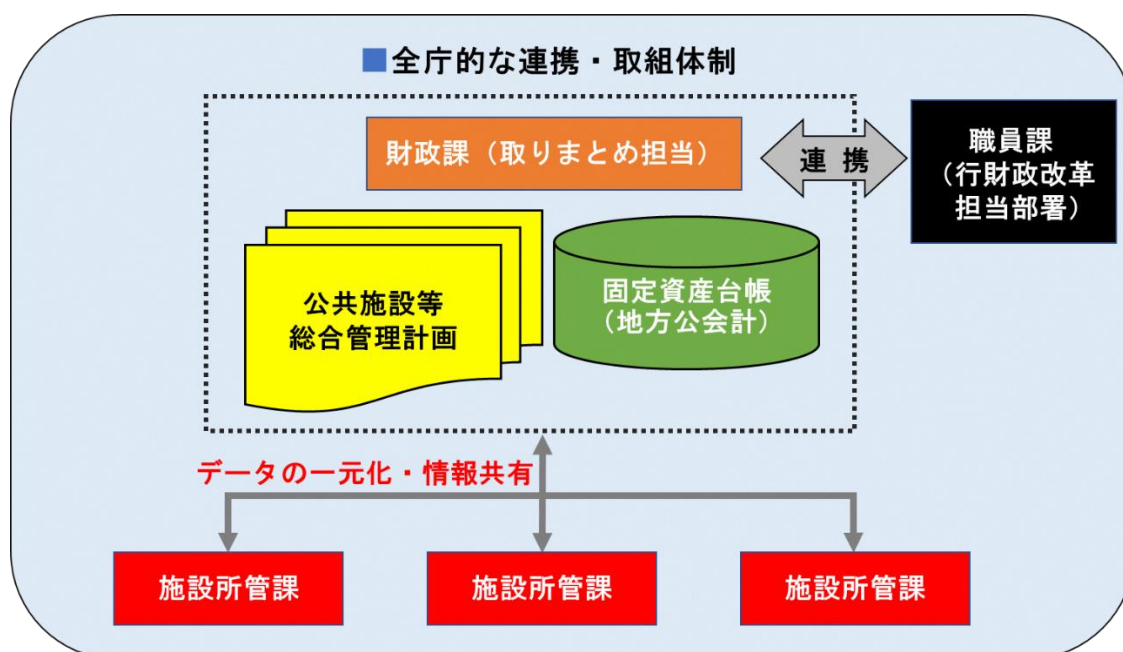 ■全庁的な連携・取組体制
財政課（取りまとめ担当）
連 携
職員課
（行財政改革
担当部署）
公共施設等
総合管理計画
固定資産台帳
（地方公会計）
データの一元化・情報共有
施設所管課
施設所管課
施設所管課